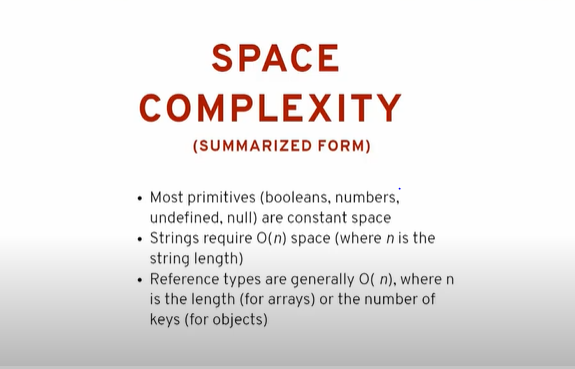 SPACE
COMPLEXITY
(SUMMARIZED FORM)
• Most primitives (booleans, numbers,
undefined, null) are constant space
• Strings require O(n) space (where n is the
string length)
• Reference types are generally O( n), where n
is the length (for arrays) or the number of
keys (for objects)